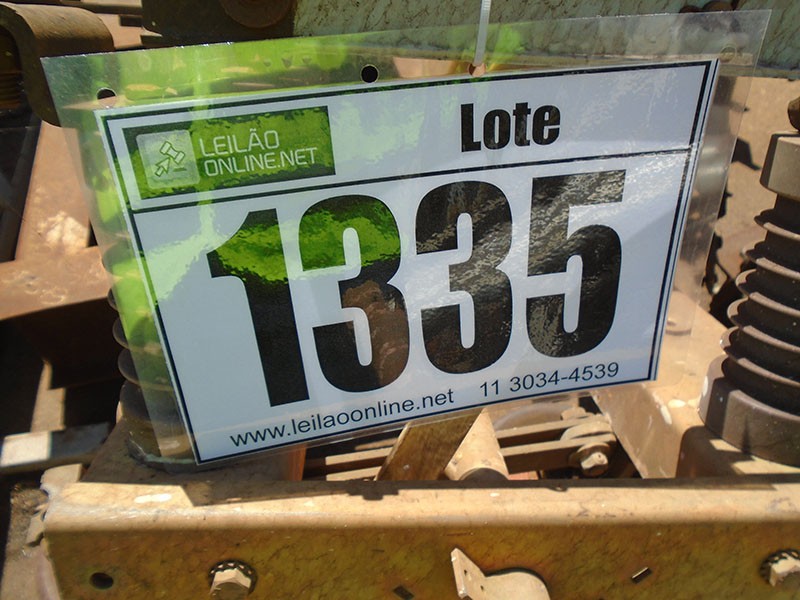 LEILÃO
ONLINE.NET
Lote
1335
www.leilaoonline.net 11 3034-4539